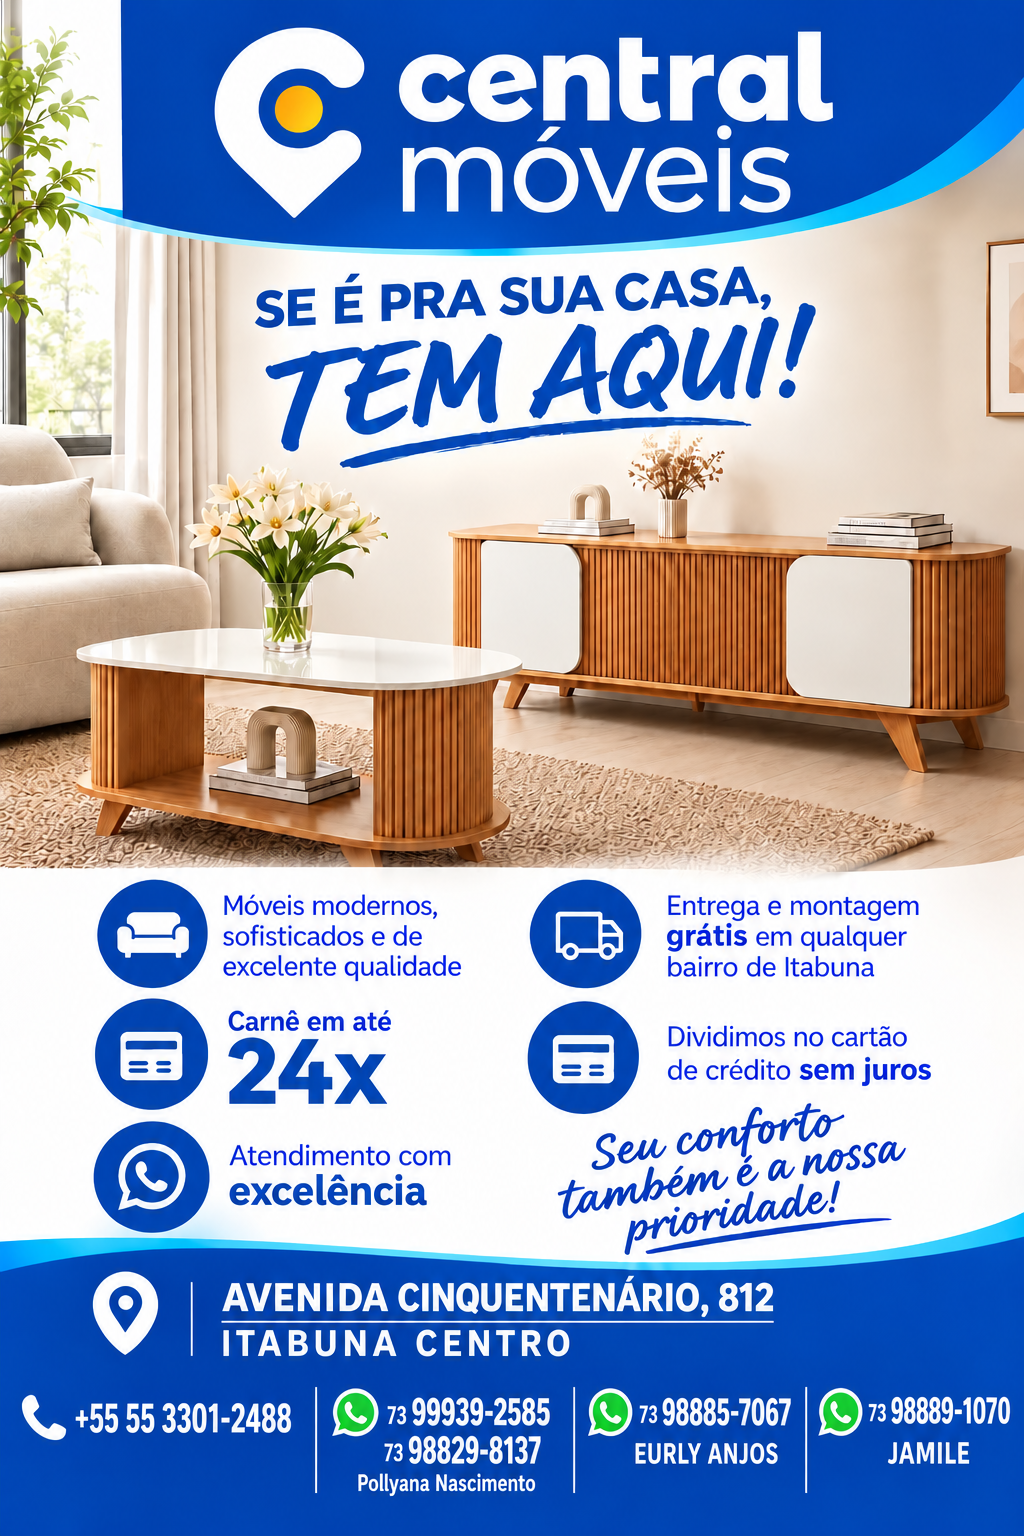 central
móveis
SE É PRA SUA CASA,
TEM AQUI!
Móveis modernos,
sofisticados e de
excelente qualidade
Entrega e montagem
grátis em qualquer
bairro de Itabuna
Carnê em até
24x
Dividimos no cartão
de crédito sem juros
Atendimento com
excelência
Seu conforto
também é a nossa
prioridade!
AVENIDA CINQUENTENÁRIO, 812
ITABUNA CENTRO
+55 55 3301-2488
73 99939-2585
73 98829-8137
Pollyana Nascimento
73 98885-7067
EURLY ANJOS
73 98889-1070
JAMILE